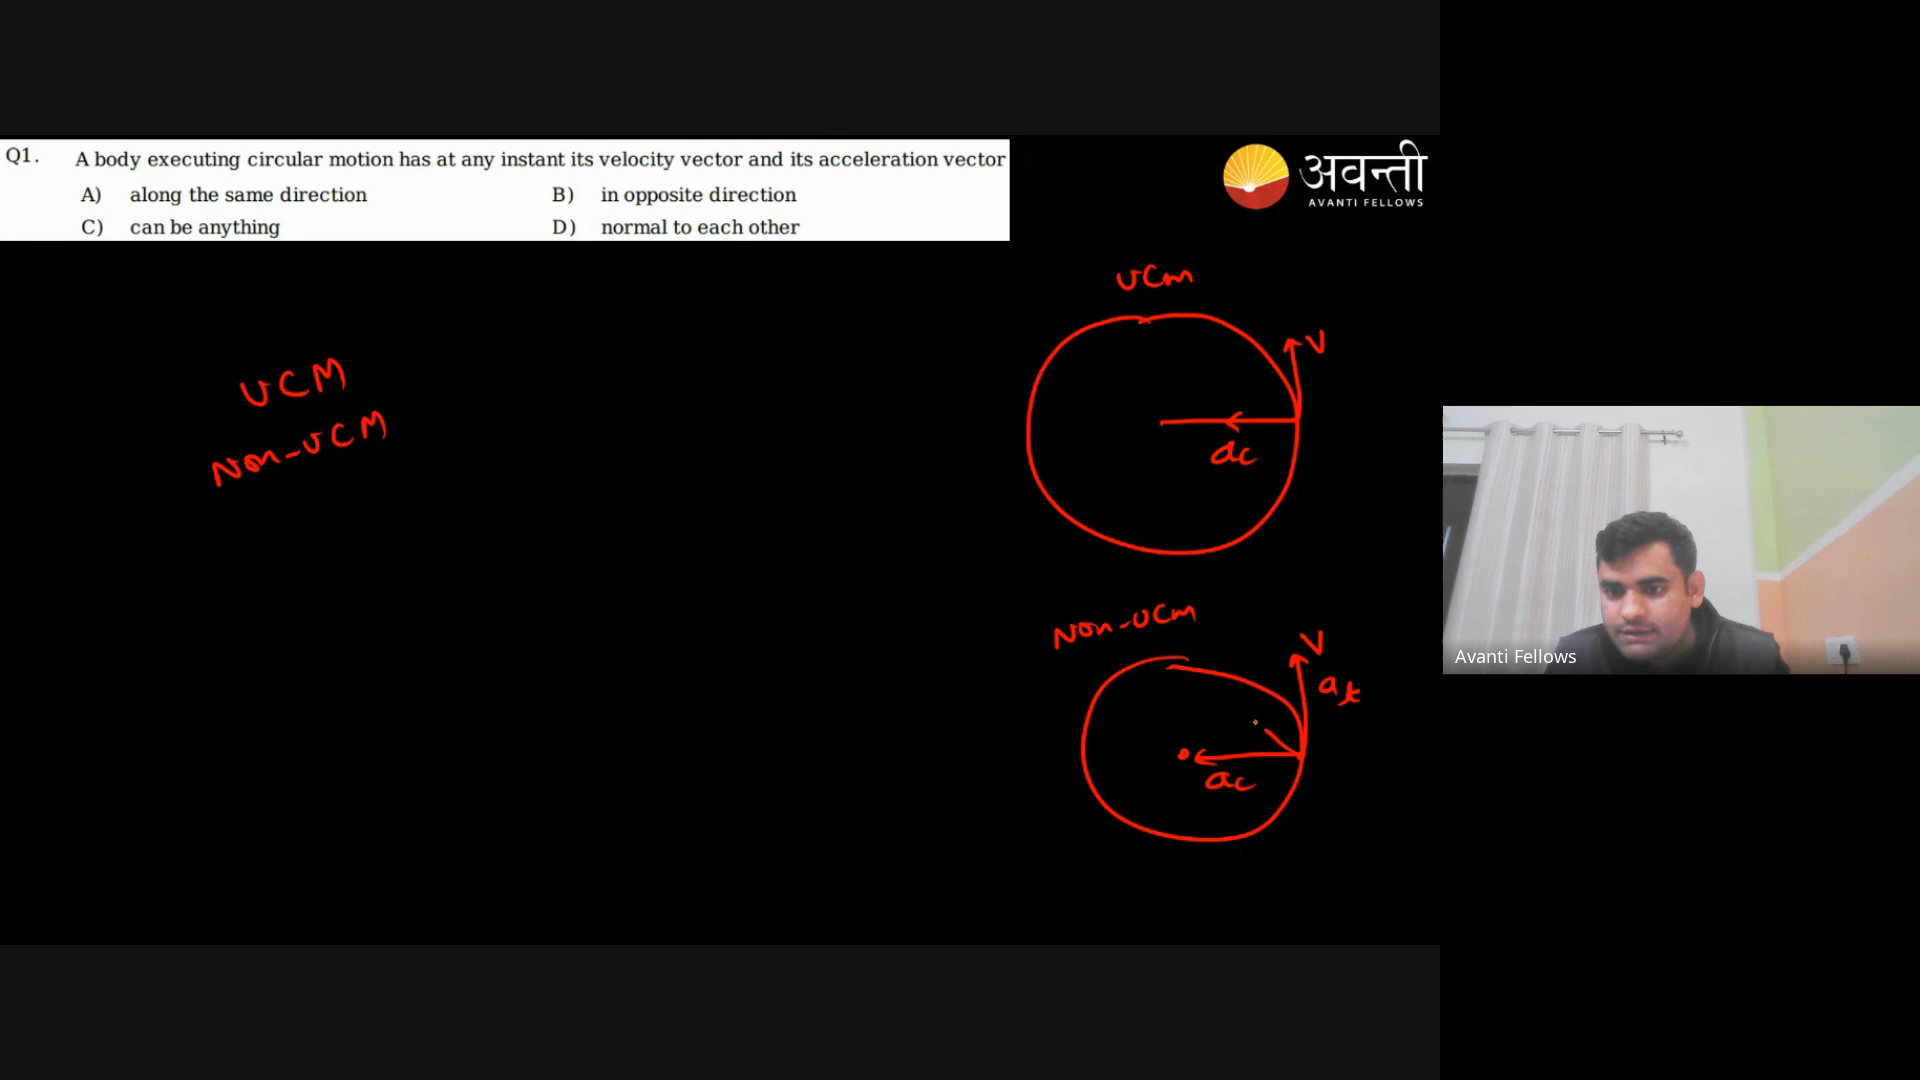 Q1. A body executing circular motion has at any instant its velocity vector and its acceleration vector
A) along the same direction B) in opposite direction
C) can be anything D) normal to each other
अवन्ती
AVANTI FELLOWS
UCM
V
UCM
Non-UCM
ac
Non-UCM
V
at
ac
Avanti Fellows